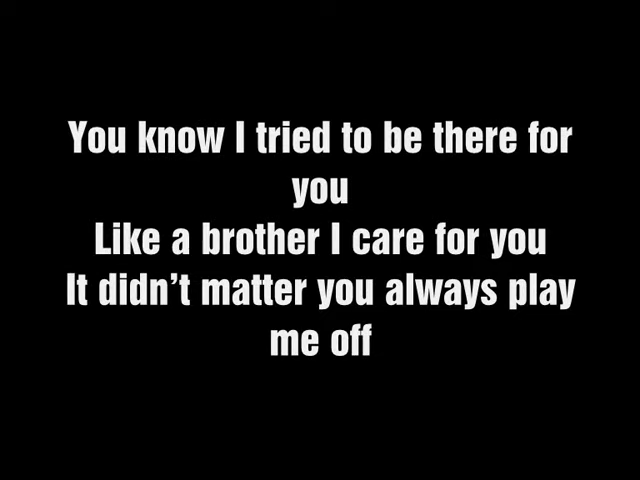 You know I tried to be there for
you
Like a brother I care for you
It didn’t matter you always play
me off